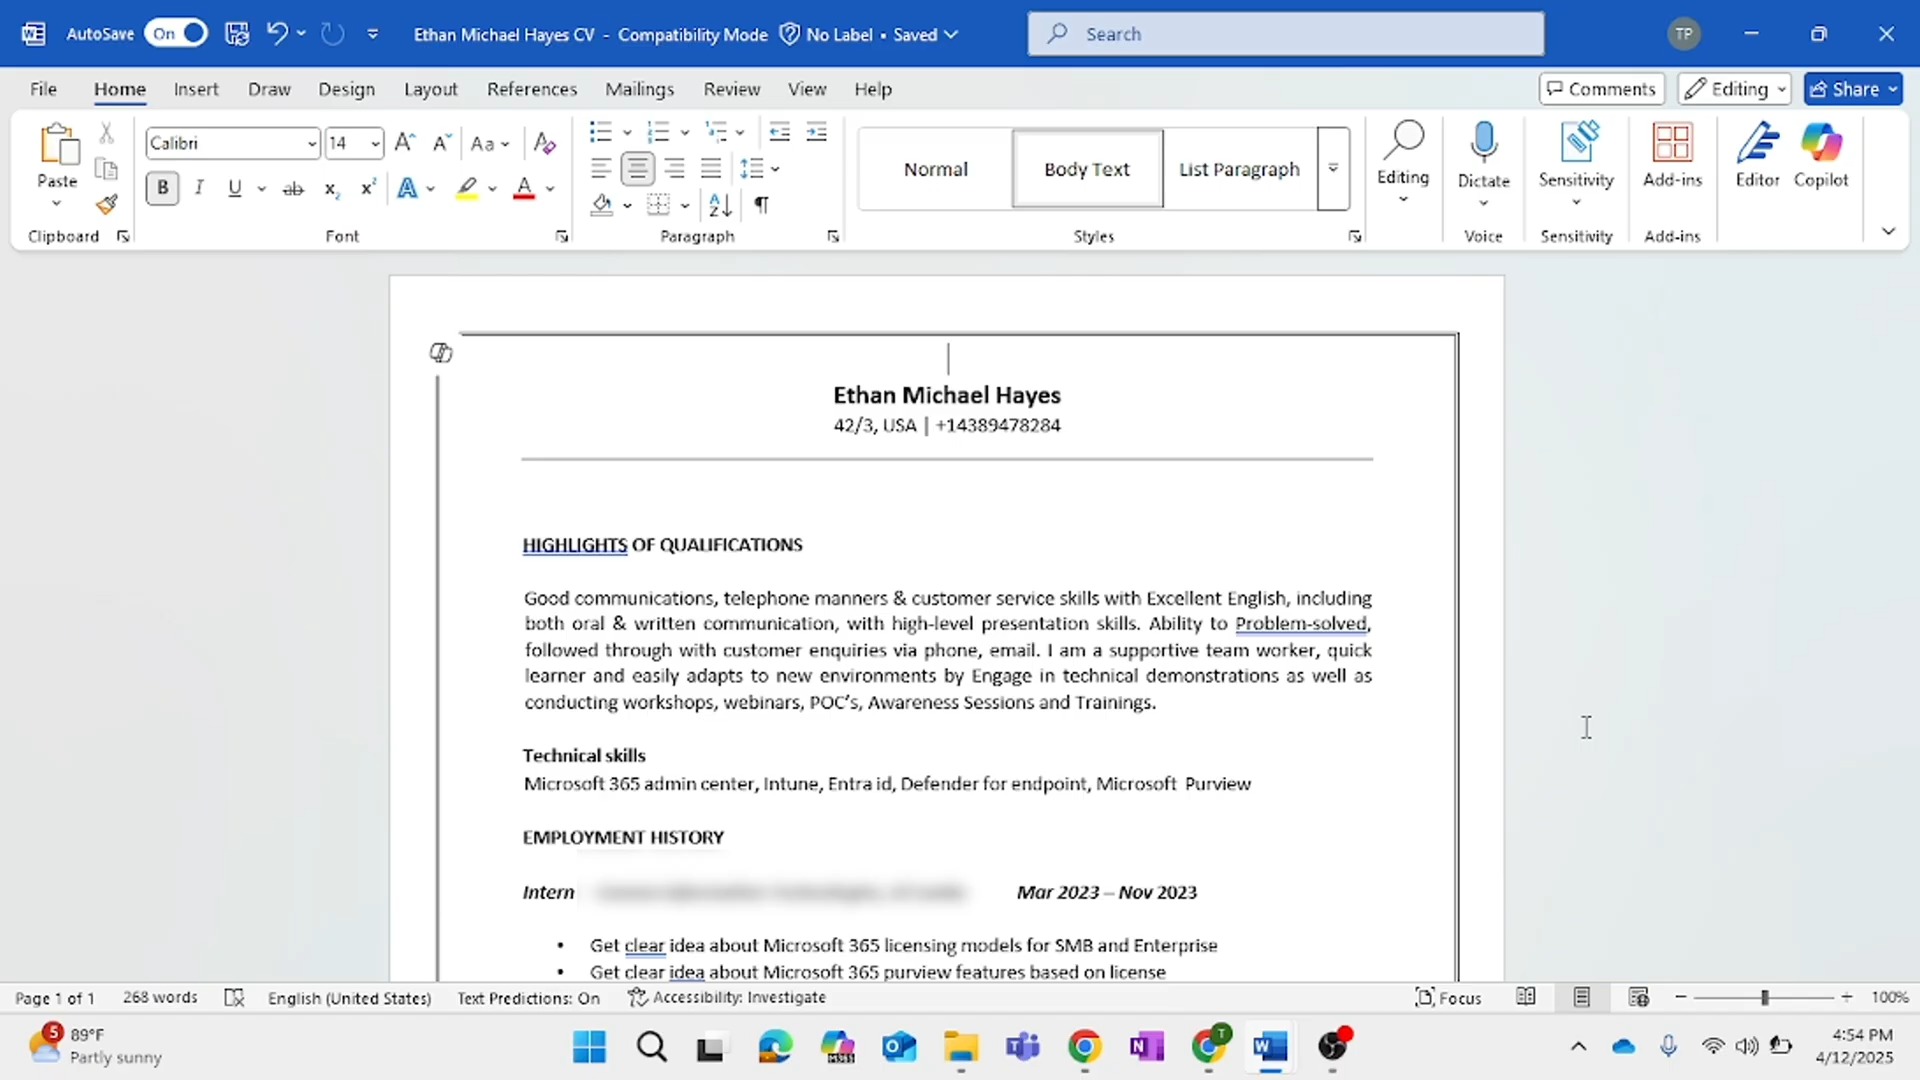 AutoSave On Ethan Michael Hayes CV - Compatibility Mode No Label • Saved Search TP
File Home Insert Draw Design Layout References Mailings Review View Help Comments Editing Share
Paste Calibri 14 Aa
B I U ab x₂ x² A A Normal Body Text List Paragraph Editing Dictate Sensitivity Add-ins Editor Copilot
Clipboard Font Paragraph Styles Voice Sensitivity Add-ins
Ethan Michael Hayes
42/3, USA | +14389478284
HIGHLIGHTS OF QUALIFICATIONS
Good communications, telephone manners & customer service skills with Excellent English, including
both oral & written communication, with high-level presentation skills. Ability to Problem-solved,
followed through with customer enquiries via phone, email. I am a supportive team worker, quick
learner and easily adapts to new environments by Engage in technical demonstrations as well as
conducting workshops, webinars, POC’s, Awareness Sessions and Trainings.
Technical skills
Microsoft 365 admin center, Intune, Entra id, Defender for endpoint, Microsoft Purview
EMPLOYMENT HISTORY
Intern Mar 2023 – Nov 2023
• Get clear idea about Microsoft 365 licensing models for SMB and Enterprise
• Get clear idea about Microsoft 365 purview features based on license
Page 1 of 1 268 words English (United States) Text Predictions: On Accessibility: Investigate Focus 100%
5 89°F
Partly sunny
M365 T 4:54 PM
4/12/2025